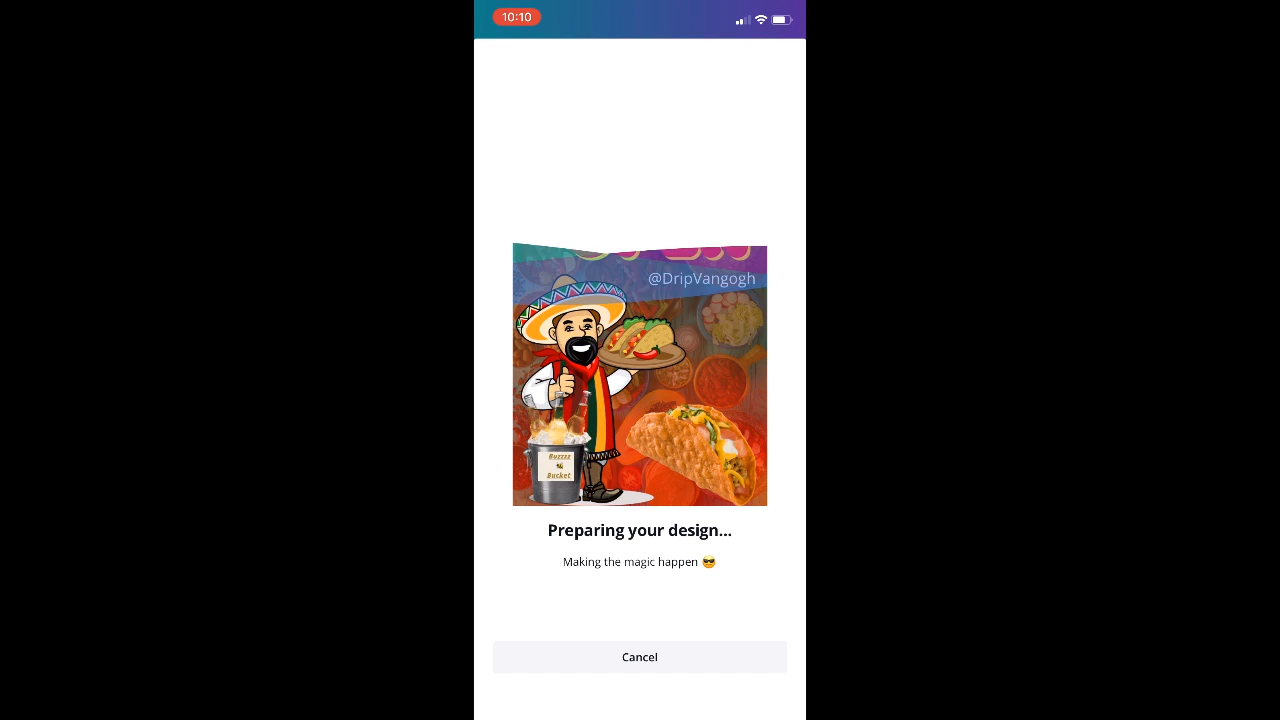 10:10
@DripVangogh
Buzzzz
Bucket
Preparing your design...
Making the magic happen 😎
Cancel